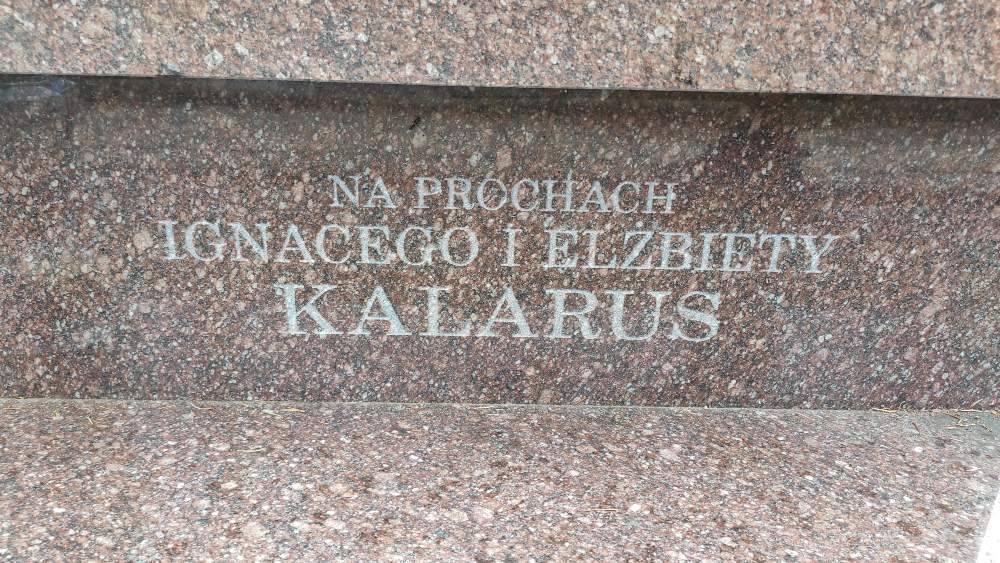 NA PROCHACH
IGNACEGO I ELŻBIETY
KALARUS